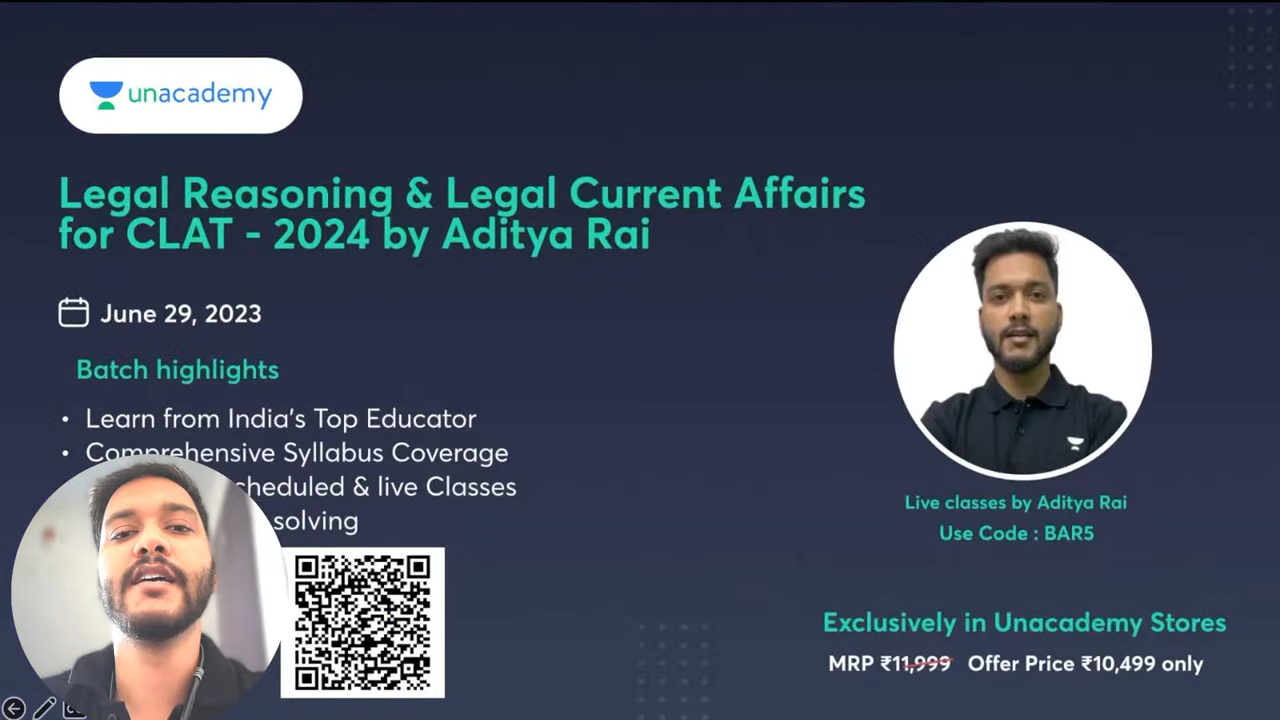 unacademy
Legal Reasoning & Legal Current Affairs
for CLAT - 2024 by Aditya Rai
June 29, 2023
Batch highlights
• Learn from India's Top Educator
• Comprehensive Syllabus Coverage
cheduled & live Classes
solving
Live classes by Aditya Rai
Use Code : BAR5
Exclusively in Unacademy Stores
MRP ₹11,999 Offer Price ₹10,499 only